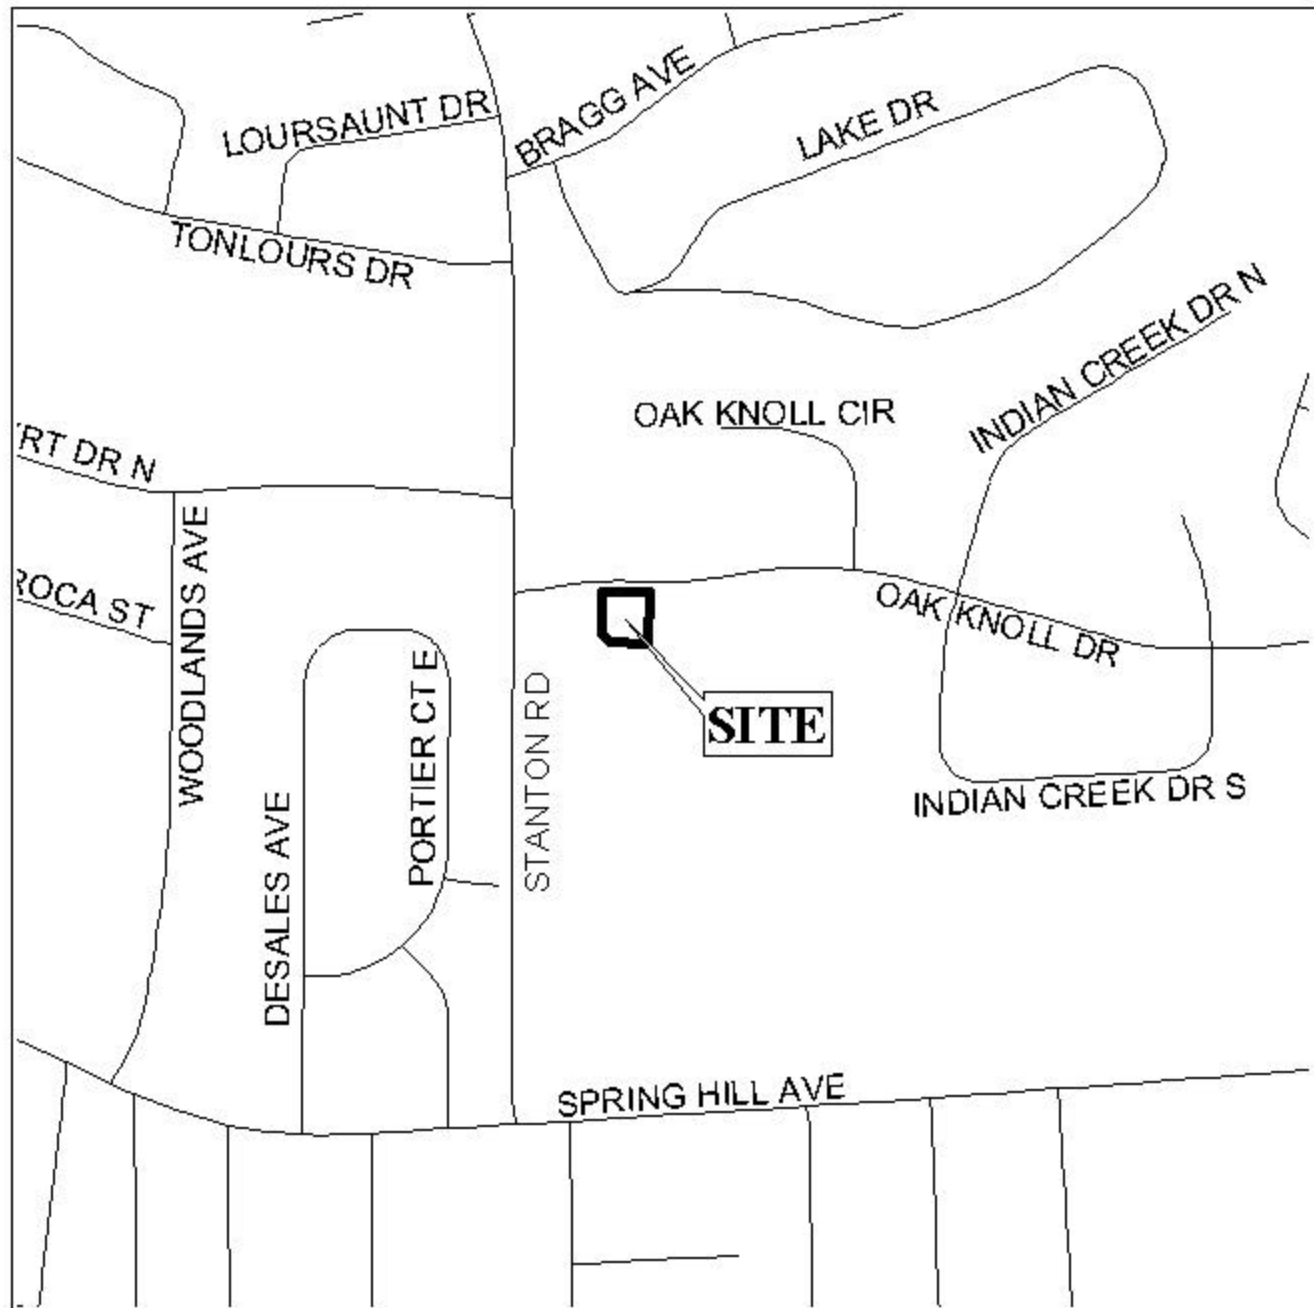 LOURSAUNT DR
BRAGG AVE
LAKE DR
TONLOURS DR
INDIAN CREEK DR N
OAK KNOLL CIR
RT DR N
WOODLANDS AVE
ROCA ST
OAK KNOLL DR
PORTIER CT E
STANTON RD
SITE
INDIAN CREEK DR S
DESALES AVE
SPRING HILL AVE